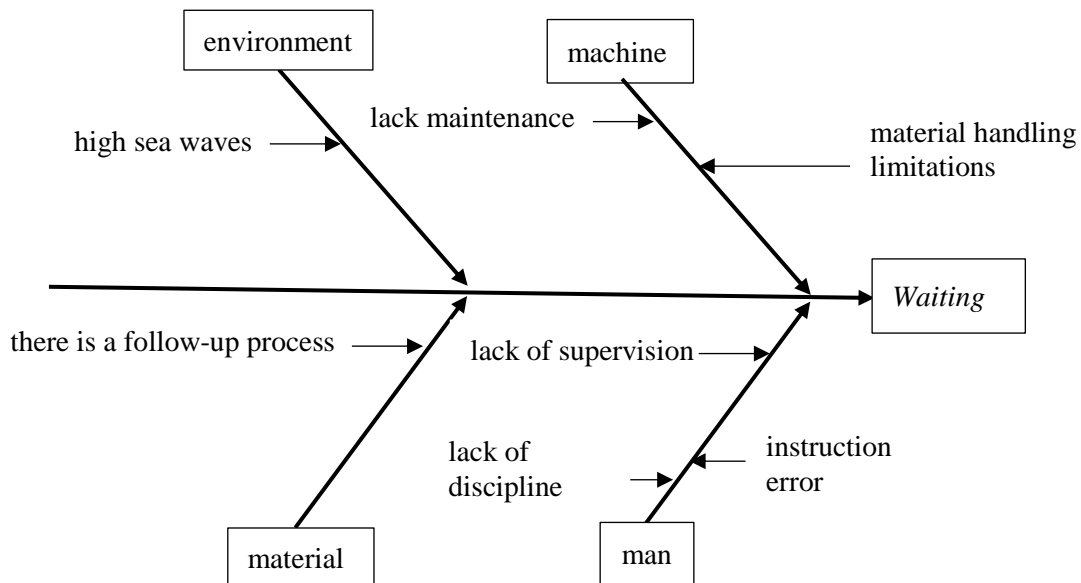 environment
machine
lack maintenance
high sea waves
material handling
limitations
Waiting
there is a follow-up process
lack of supervision
lack of
discipline
instruction
error
material
man